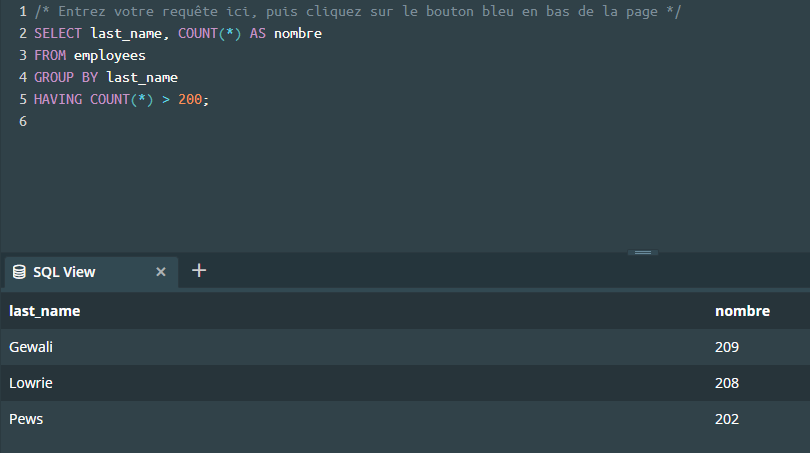 1 /* Entrez votre requête ici, puis cliquez sur le bouton bleu en bas de la page */
2 SELECT last_name, COUNT(*) AS nombre
3 FROM employees
4 GROUP BY last_name
5 HAVING COUNT(*) > 200;
6
SQL View × +
last_name nombre
Gewali 209
Lowrie 208
Pews 202